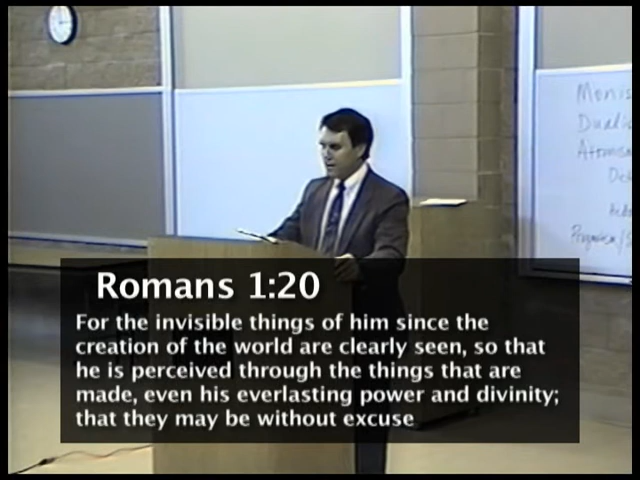 Monis
Dualis
Atomism
Romans 1:20
For the invisible things of him since the
creation of the world are clearly seen, so that
he is perceived through the things that are
made, even his everlasting power and divinity;
that they may be without excuse